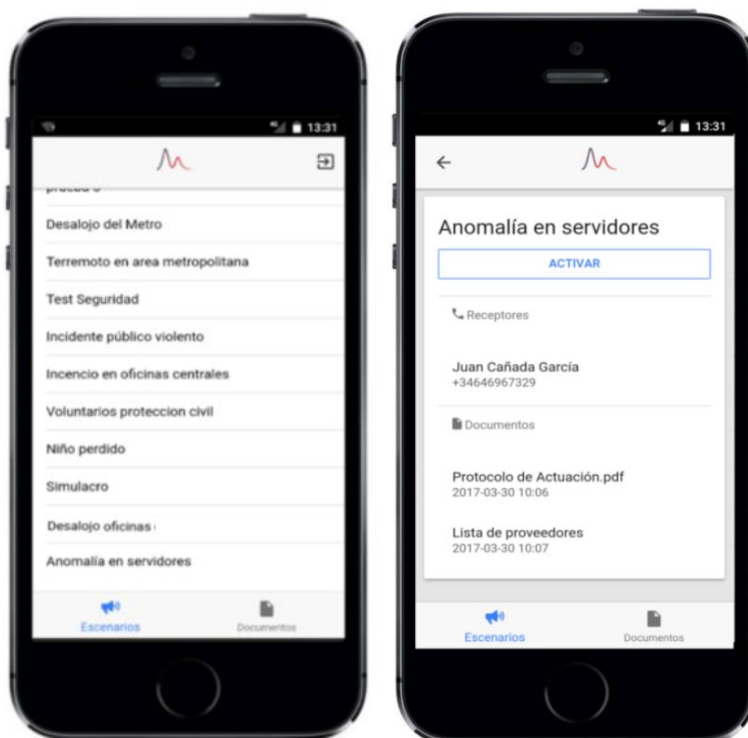 13:31
prueba
Desalojo del Metro
Terremoto en area metropolitana
Test Seguridad
Incidente público violento
Incencio en oficinas centrales
Voluntarios proteccion civil
Niño perdido
Simulacro
Desalojo oficinas
Anomalía en servidores
Escenarios
Documentos
4G
13:31
Anomalía en servidores
ACTIVAR
Receptores
Juan Cañada García
+34646967329
Documentos
Protocolo de Actuación.pdf
2017-03-30 10:06
Lista de proveedores
2017-03-30 10:07
Escenarios
Documentos